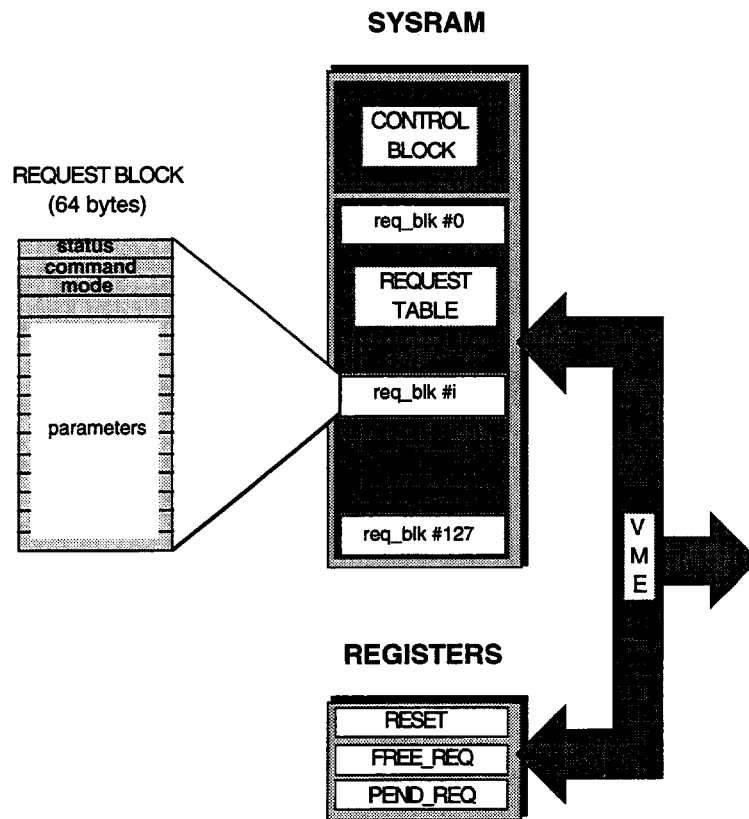 SYSRAM
CONTROL
BLOCK
REQUEST BLOCK
(64 bytes)
status
command
mode
parameters
req_blk #0
REQUEST
TABLE
req_blk #i
req_blk #127
V
M
E
REGISTERS
RESET
FREE_REQ
PEND_REQ